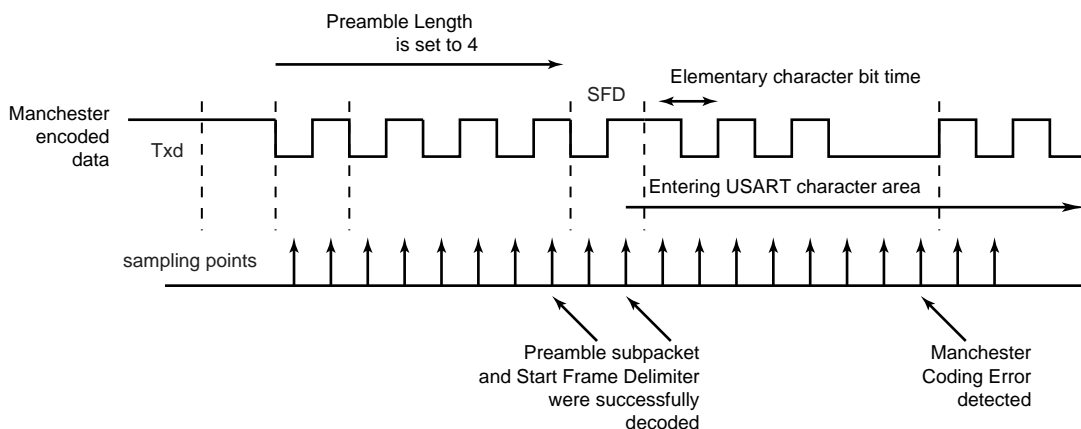 Preamble Length
is set to 4
SFD
Elementary character bit time
Manchester
encoded
data
Txd
Entering USART character area
sampling points
Preamble subpacket
and Start Frame Delimiter
were successfully
decoded
Manchester
Coding Error
detected